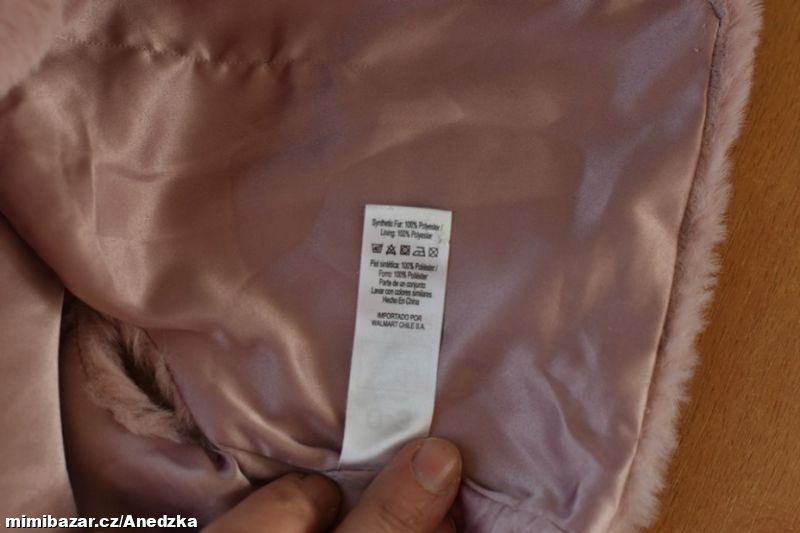 Synthetic Fur: 100% Polyester /
Lining: 100% Polyester
Piel sintética: 100% Poliéster /
Forro: 100% Poliéster
Parte de un conjunto
Lavar con colores similares
Hecho En China
IMPORTADO POR
WALMART CHILE S.A.
mimibazar.cz/Anedzka